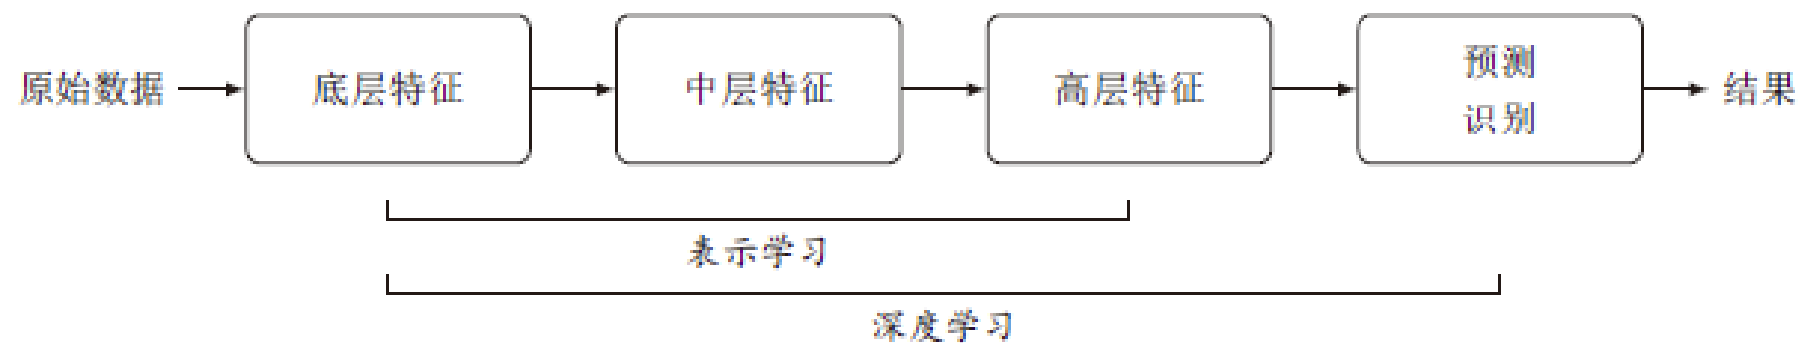 原始数据
底层特征
中层特征
高层特征
预测
识别
结果
表示学习
深度学习